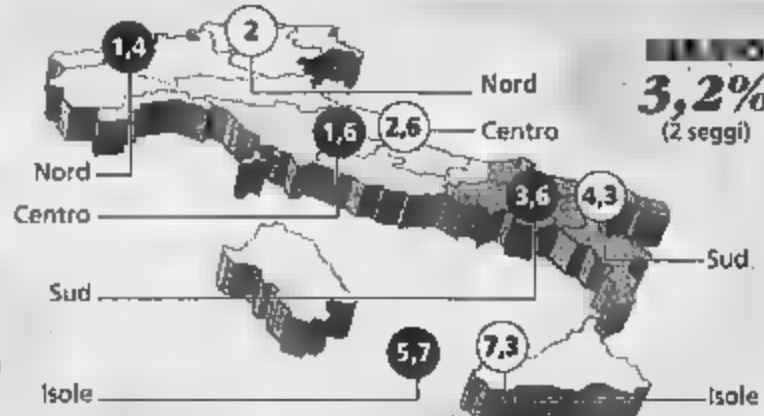 1,4
2
Nord
3,2%
(2 seggi)
1,6
2,6
Centro
Nord
3,6
4,3
Centro
Sud
Sud
5,7
7,3
Isole
Isole